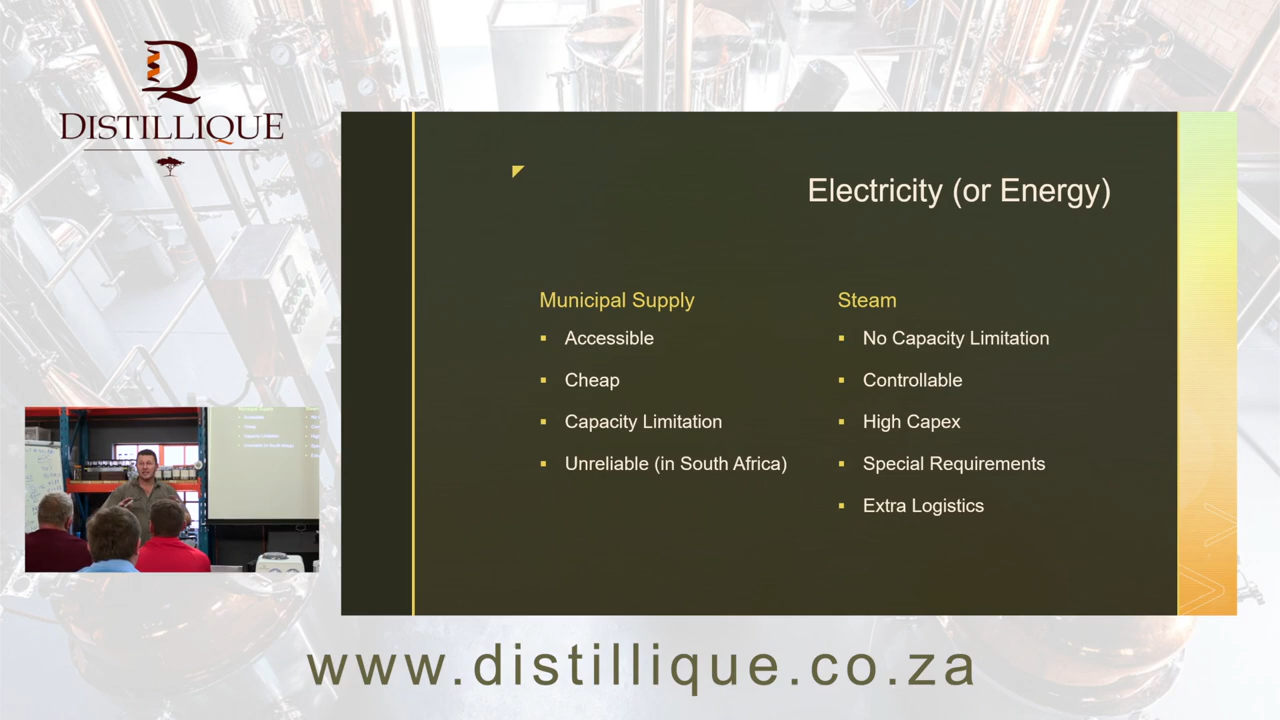 DISTILLIQUE
Electricity (or Energy)
Municipal Supply
Accessible
Cheap
Capacity Limitation
Unreliable (in South Africa)
Steam
No Capacity Limitation
Controllable
High Capex
Special Requirements
Extra Logistics
www.distillique.co.za